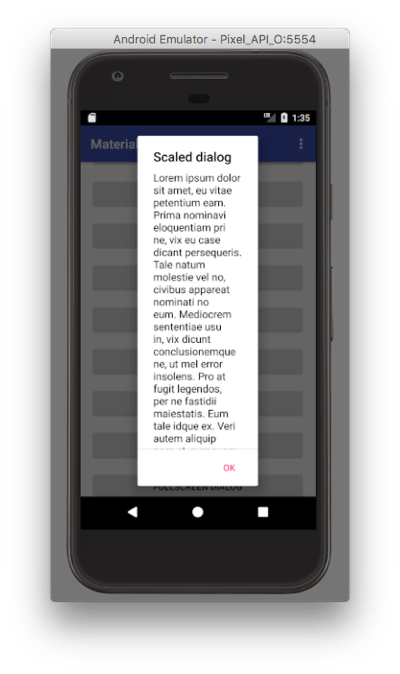 Android Emulator - Pixel_API_O:5554
1:35
Material
Scaled dialog
Lorem ipsum dolor
sit amet, eu vitae
petentium eam.
Prima nominavi
eloquentiam pri
ne, vix eu case
dicant persequeris.
Tale natum
molestie vel no,
civibus appareat
nominati no
eum. Mediocrem
sententiae usu
in, vix dicunt
conclusionemque
ne, ut mel error
insolens. Pro at
fugit legendos,
per ne fastidii
maiestatis. Eum
tale idque ex. Veri
autem aliquip
OK
FULLSCREEN DIALOG